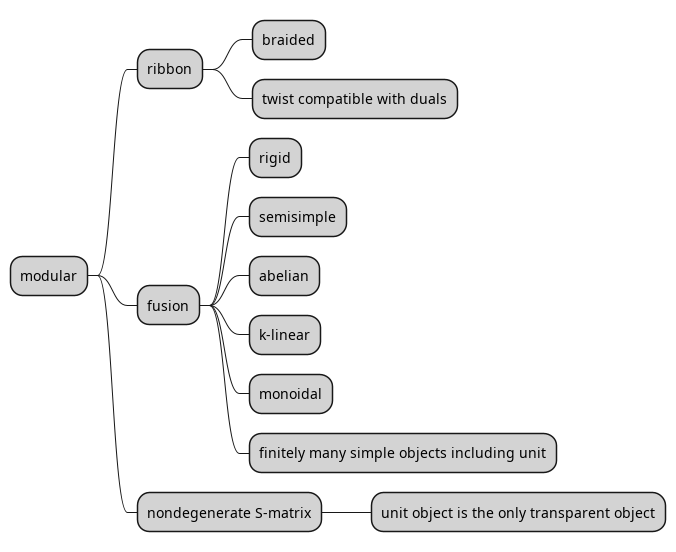 braided
ribbon
twist compatible with duals
rigid
semisimple
modular
abelian
fusion
k-linear
monoidal
finitely many simple objects including unit
nondegenerate S-matrix
unit object is the only transparent object